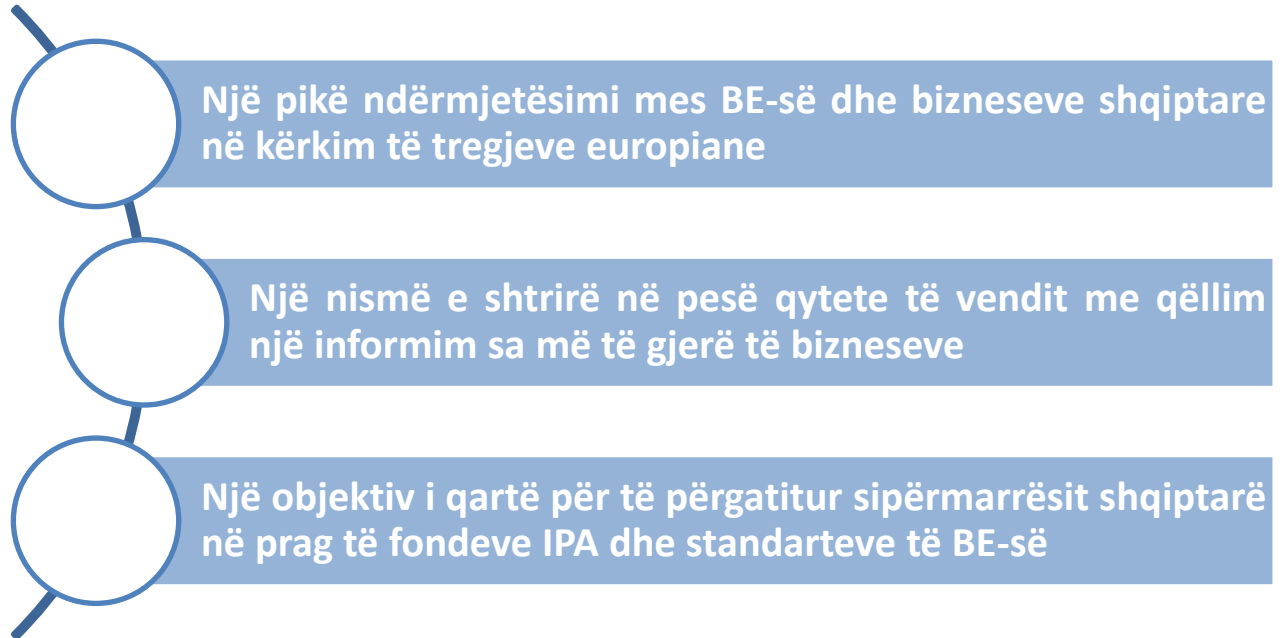 Një pikë ndërmjetësimi mes BE-së dhe bizneseve shqiptare
në kërkim të tregjeve europiane
Një nismë e shtrirë në pesë qytete të vendit me qëllim
një informim sa më të gjerë të bizneseve
Një objektiv i qartë për të përgatitur sipërmarrësit shqiptarë
në prag të fondeve IPA dhe standarteve të BE-së